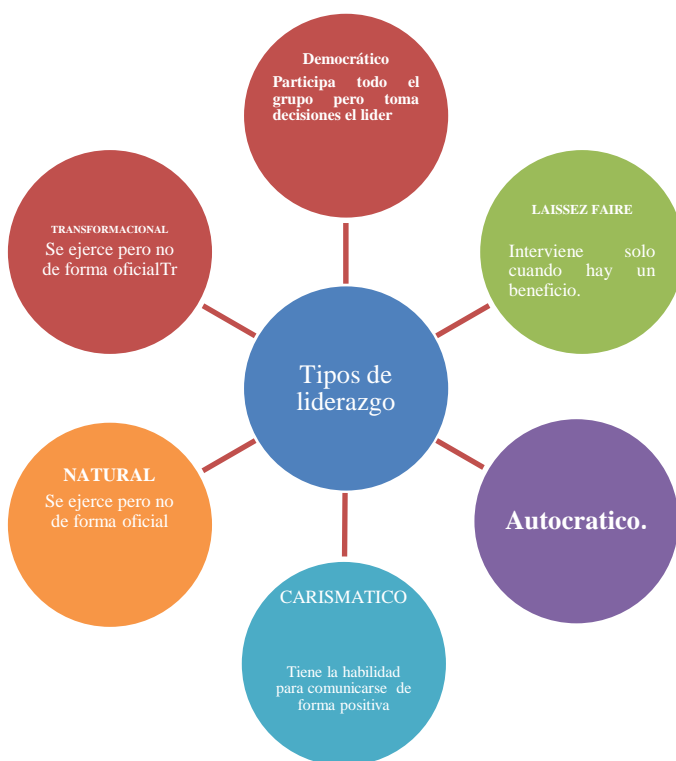 Democrático
Participa todo el
grupo pero toma
decisiones el lider
TRANSFORMACIONAL
Se ejerce pero no
de forma oficialTr
LAISSEZ FAIRE
Interviene solo
cuando hay un
beneficio.
Tipos de
liderazgo
NATURAL
Se ejerce pero no
de forma oficial
Autocratico.
CARISMATICO
Tiene la habilidad
para comunicarse de
forma positiva